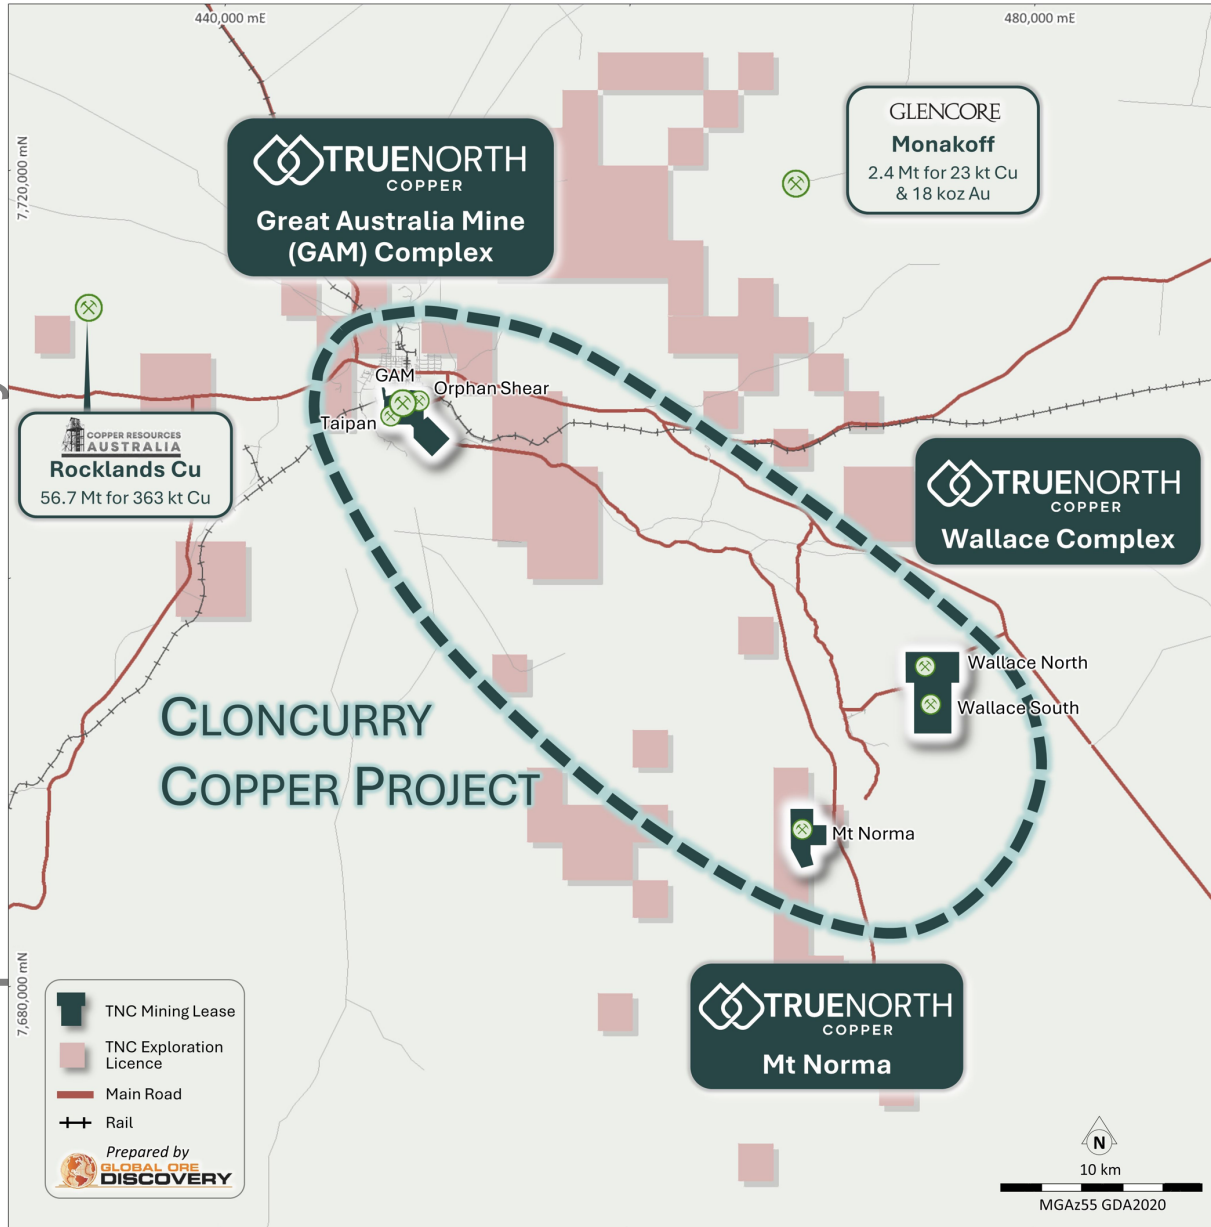 440,000 mE
480,000 mE
7,720,000 mN
GLENCORE
Monakoff
2.4 Mt for 23 kt Cu
& 18 koz Au
TRUENORTH
COPPER
Great Australia Mine
(GAM) Complex
GAM
Orphan Shear
Taipan
COPPER RESOURCES
AUSTRALIA
Rocklands Cu
56.7 Mt for 363 kt Cu
TRUENORTH
COPPER
Wallace Complex
Wallace North
Wallace South
CLONCURRY
COPPER PROJECT
Mt Norma
TRUENORTH
COPPER
Mt Norma
7,680,000 mN
TNC Mining Lease
TNC Exploration
Licence
Main Road
Rail
Prepared by
GLOBAL ORE
DISCOVERY
N
10 km
MGAz55 GDA2020